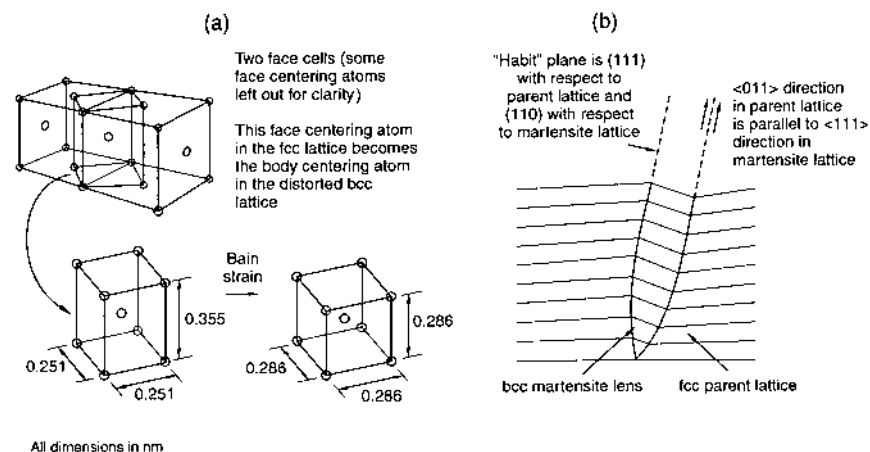 (a)
Two face cells (some
face centering atoms
left out for clarity)
This face centering atom
in the fcc lattice becomes
the body centering atom
in the distorted bcc
lattice
Bain
strain
0.355
0.251
0.251
0.286
0.286
0.286
All dimensions in nm
(b)
"Habit" plane is (111)
with respect to
parent lattice and
(110) with respect
to martensite lattice
<011> direction
in parent lattice
is parallel to <111>
direction in
martensite lattice
bcc martensite lens
fcc parent lattice